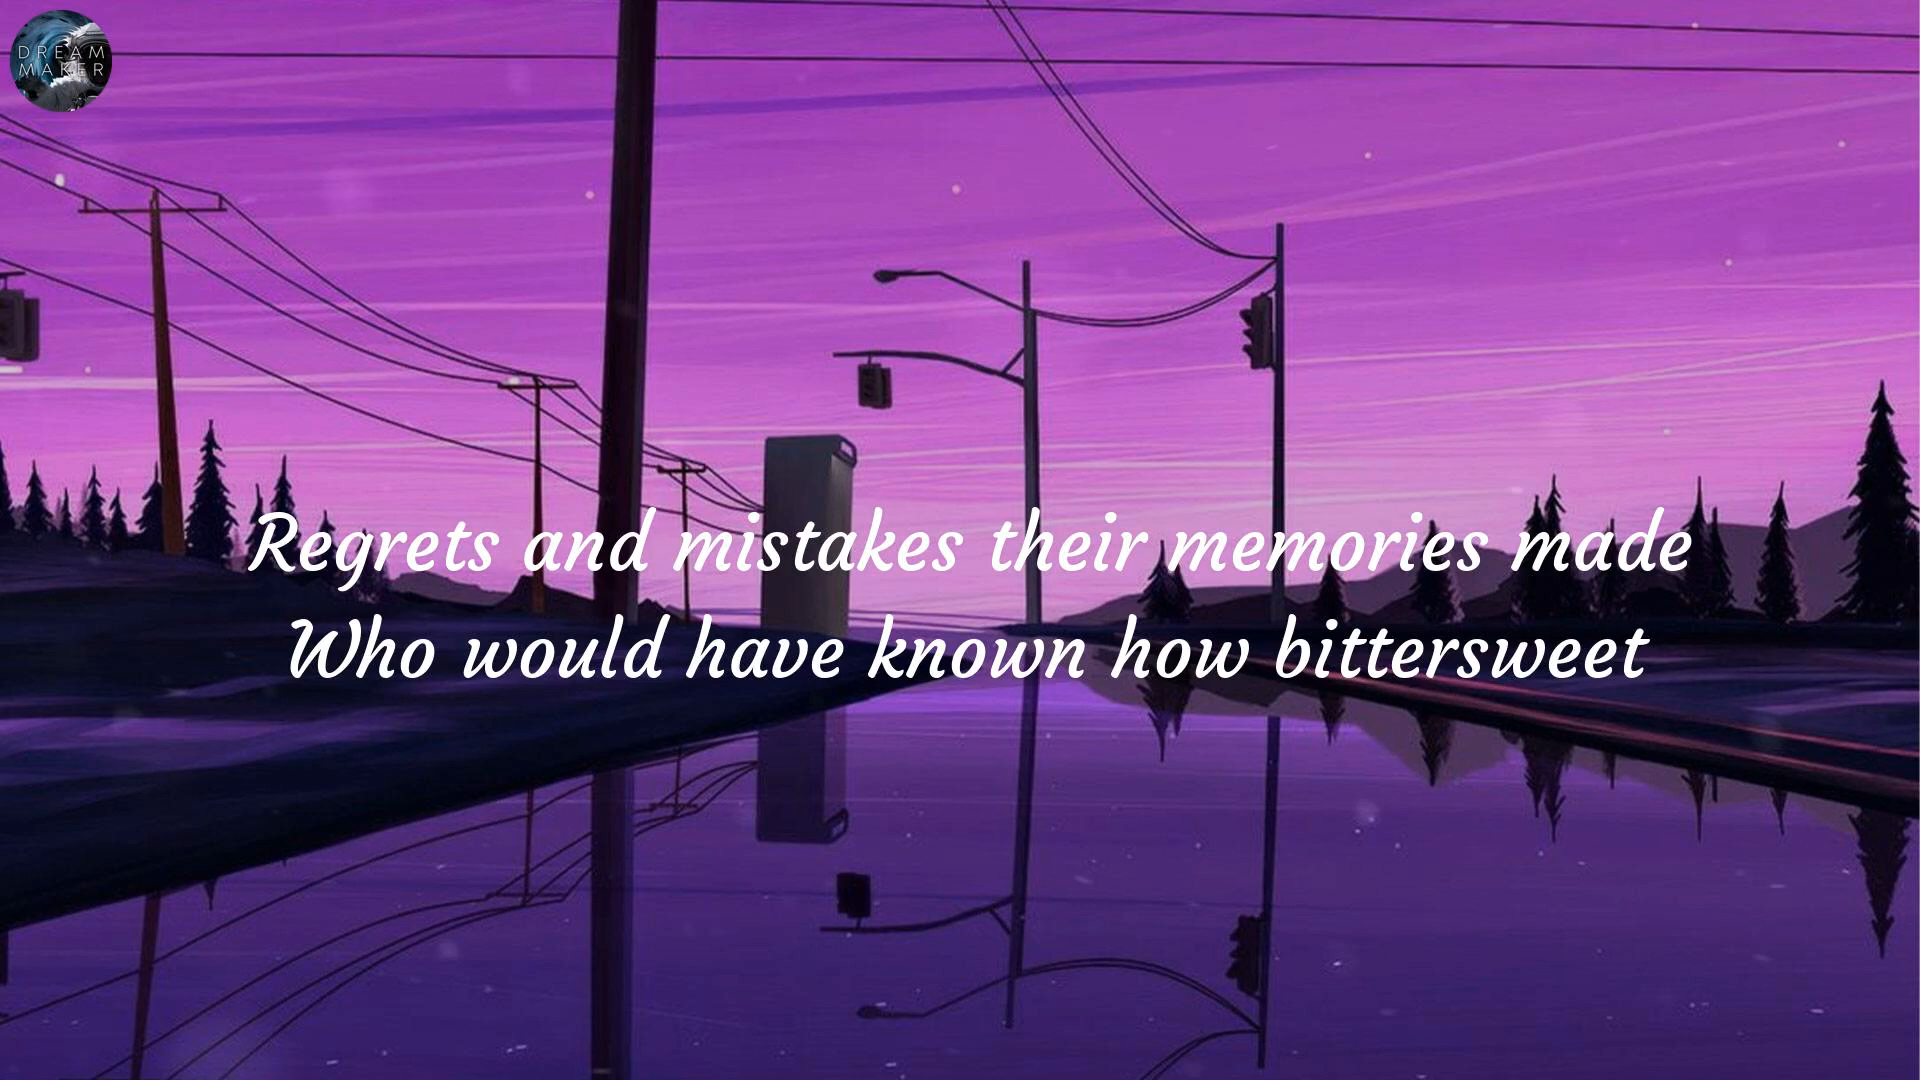 DREAM
MAKER
Regrets and mistakes their memories made
Who would have known how bittersweet